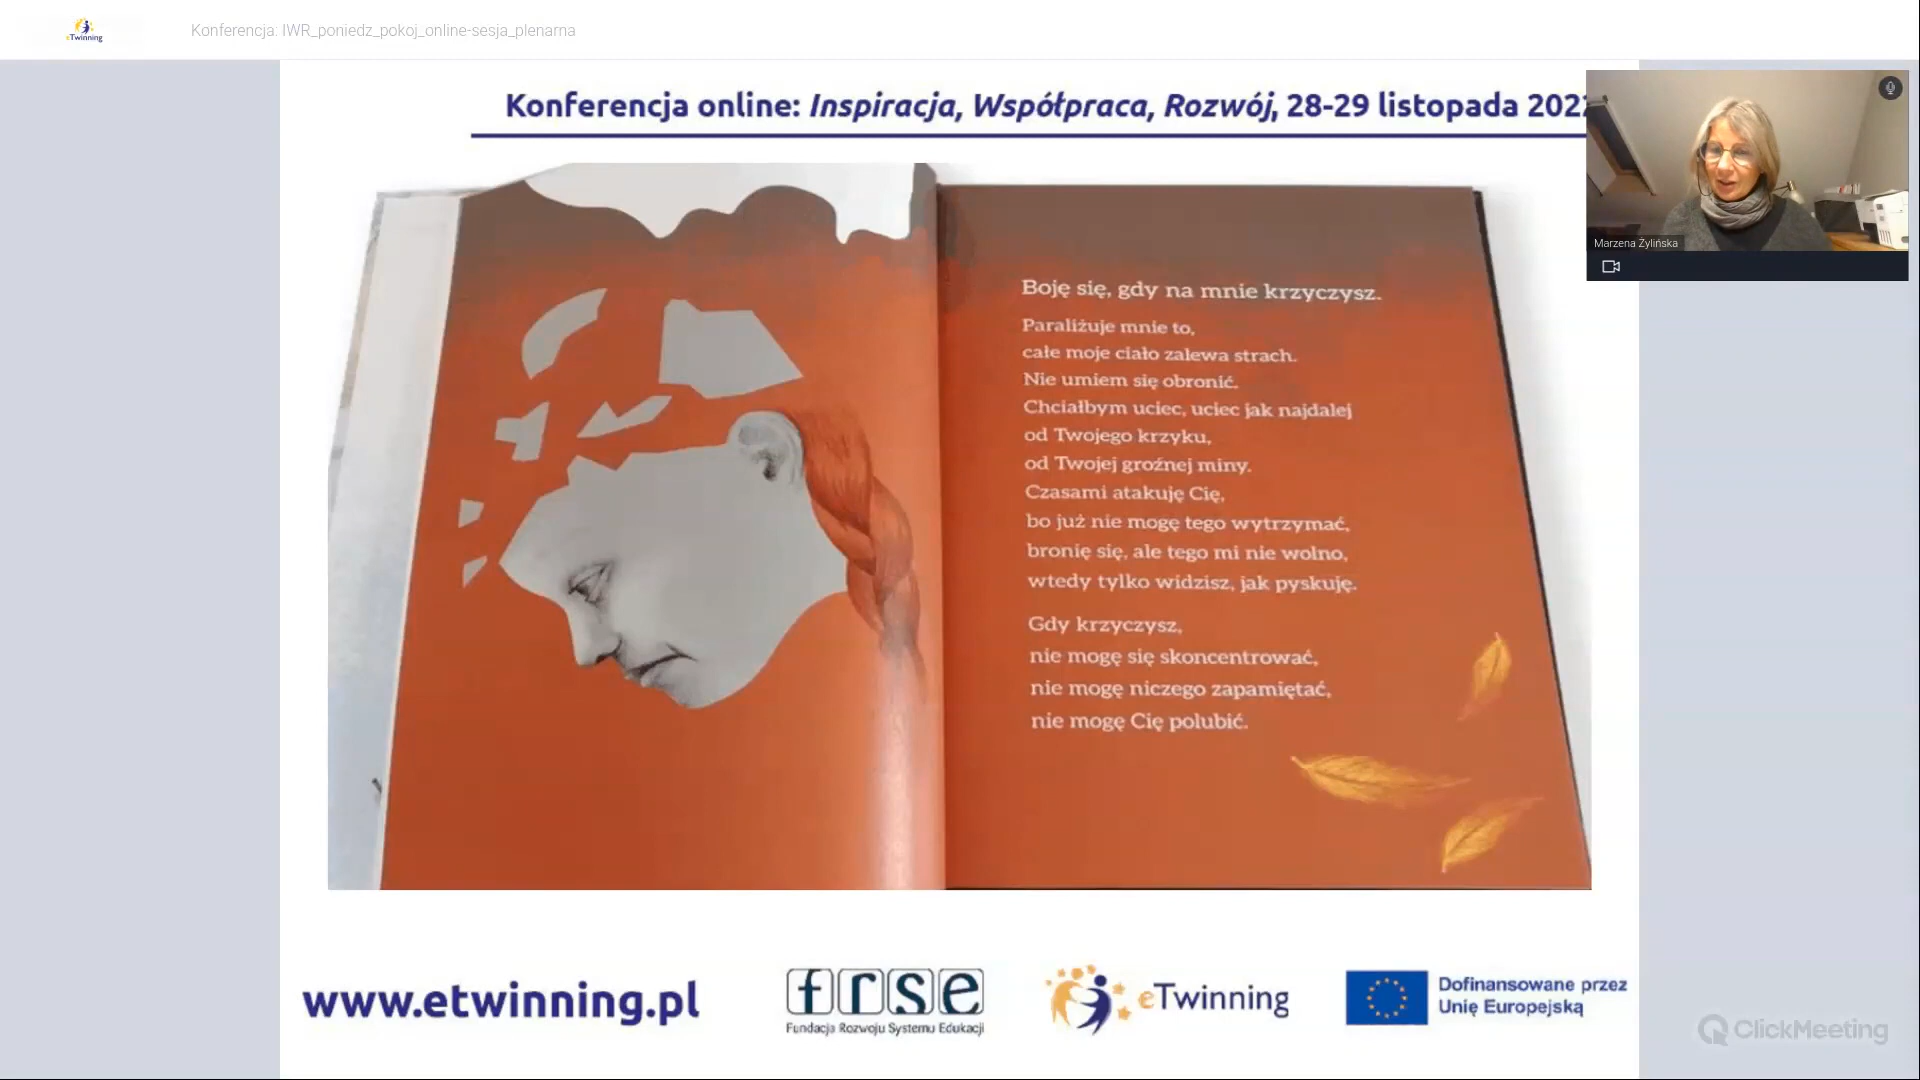 eTwinning
Konferencja: IWR_poniedz_pokoj_online-sesja_plenarna
Konferencja online: Inspiracja, Współpraca, Rozwój, 28-29 listopada 202
Marzena Żylińska
Boję się, gdy na mnie krzyczysz.
Paraliżuje mnie to,
całe moje ciało zalewa strach.
Nie umiem się obronić.
Chciałbym uciec, uciec jak najdalej
od Twojego krzyku,
od Twojej groźnej miny.
Czasami atakuję Cię,
bo już nie mogę tego wytrzymać,
bronię się, ale tego mi nie wolno,
wtedy tylko widzisz, jak pyskuję.
Gdy krzyczysz,
nie mogę się skoncentrować,
nie mogę niczego zapamiętać,
nie mogę Cię polubić.
www.etwinning.pl
frse
Fundacja Rozwoju Systemu Edukacji
eTwinning
Dofinansowane przez
Unię Europejską
ClickMeeting